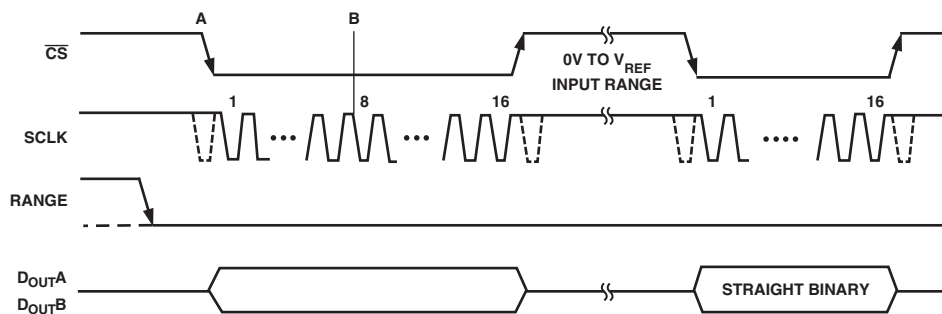 A B
CS
0V TO VREF
INPUT RANGE
1 8 16 1 16
SCLK
RANGE
DOUTA
DOUTB
STRAIGHT BINARY